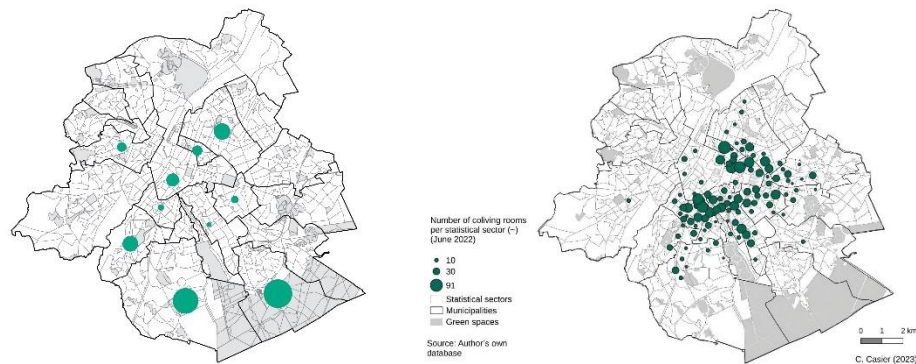 Number of coliving rooms
per statistical sector (~)
(June 2022)
10
30
91
Statistical sectors
Municipalities
Green spaces
Source: Author's own
database
0 1 2 km
C. Casier (2023)